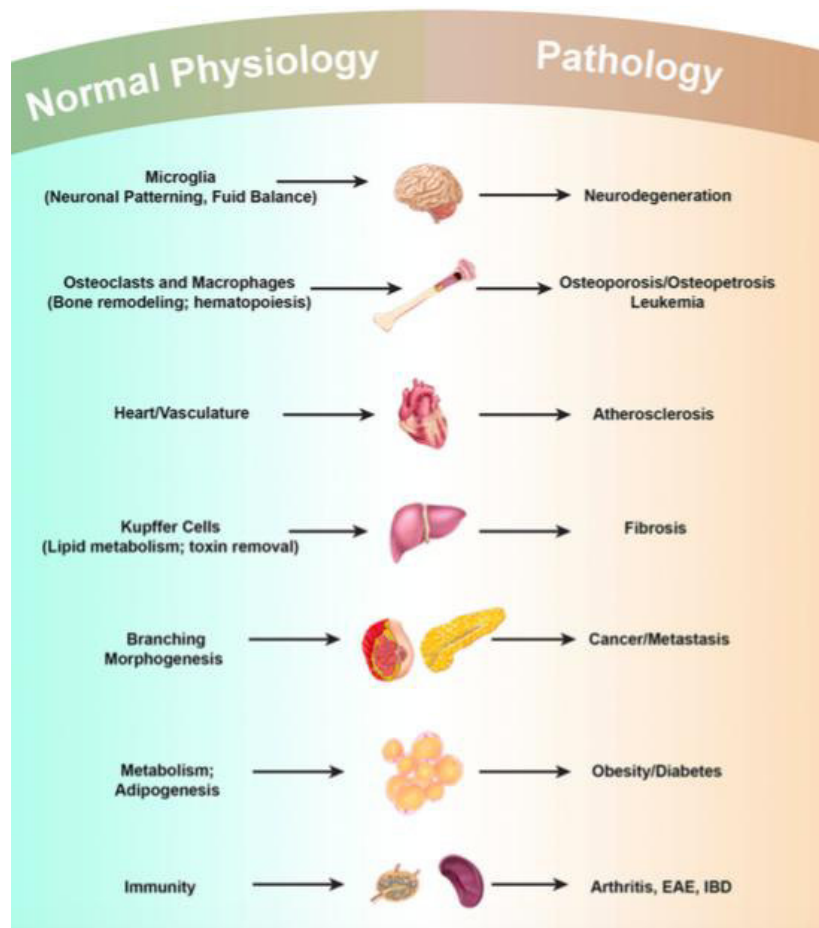 Normal Physiology
Pathology
Microglia
(Neuronal Patterning, Fuid Balance)
Neurodegeneration
Osteoclasts and Macrophages
(Bone remodeling; hematopoiesis)
Osteoporosis/Osteopetrosis
Leukemia
Heart/Vasculature
Atherosclerosis
Kupffer Cells
(Lipid metabolism; toxin removal)
Fibrosis
Branching
Morphogenesis
Cancer/Metastasis
Metabolism;
Adipogenesis
Obesity/Diabetes
Immunity
Arthritis, EAE, IBD